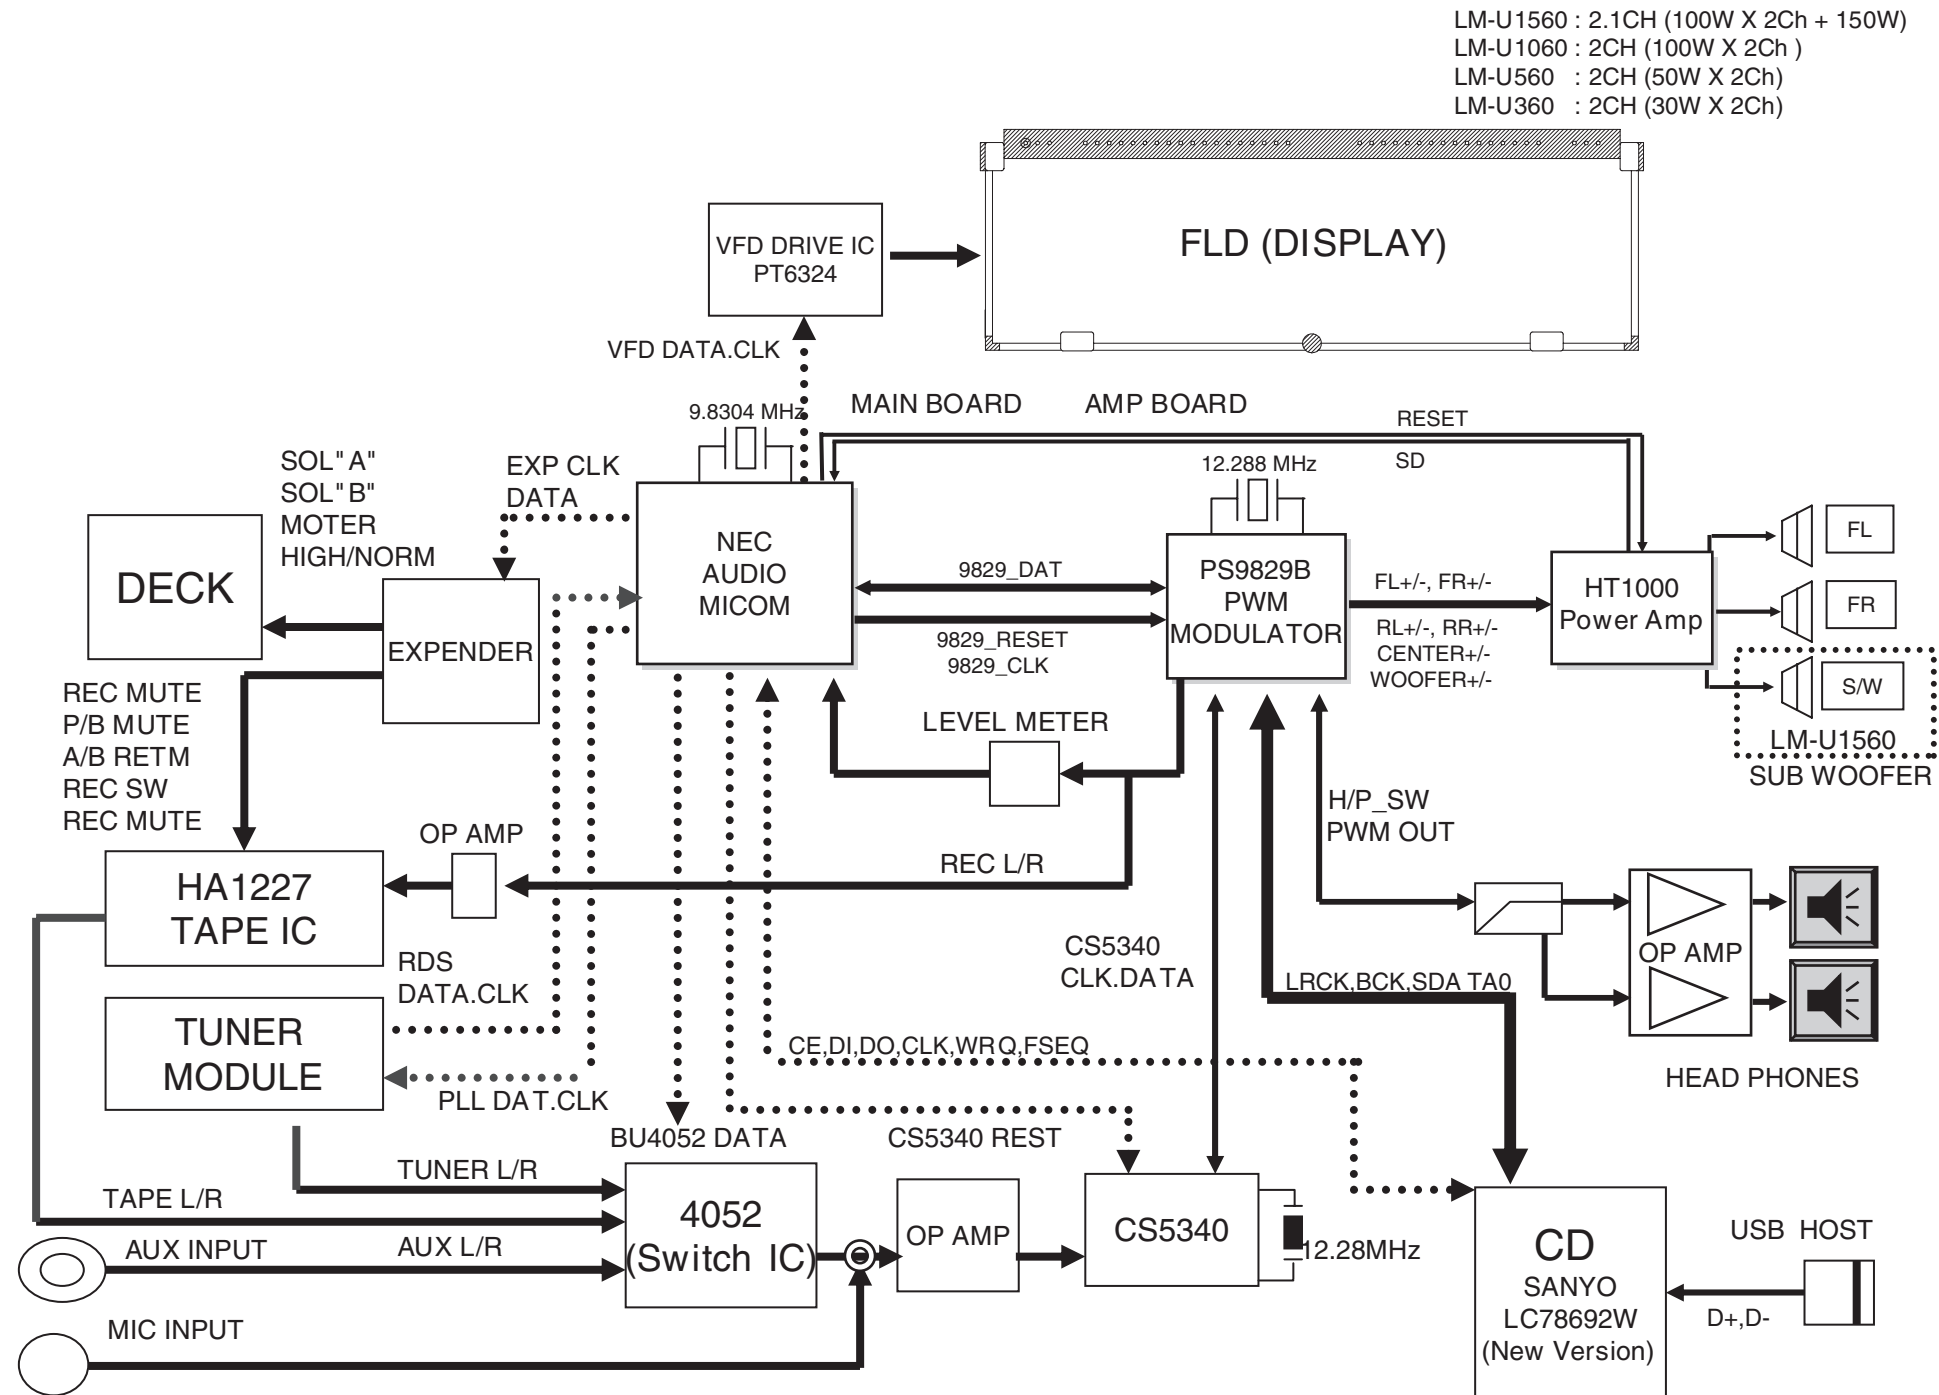 LM-U1560 : 2.1CH (100W X 2Ch + 150W)
LM-U1060 : 2CH (100W X 2Ch )
LM-U560 : 2CH (50W X 2Ch)
LM-U360 : 2CH (30W X 2Ch)
VFD DRIVE IC
PT6324
FLD (DISPLAY)
VFD DATA.CLK
9.8304 MHz
MAIN BOARD
AMP BOARD
RESET
SD
12.288 MHz
SOL"A"
SOL"B"
MOTER
HIGH/NORM
EXP CLK
DATA
DECK
EXPENDER
NEC
AUDIO
MICOM
9829_DAT
9829_RESET
9829_CLK
PS9829B
PWM
MODULATOR
FL+/-, FR+/-
RL+/-, RR+/-
CENTER+/-
WOOFER+/-
HT1000
Power Amp
FL
FR
S/W
LM-U1560
SUB WOOFER
REC MUTE
P/B MUTE
A/B RETM
REC SW
REC MUTE
LEVEL METER
H/P_SW
PWM OUT
OP AMP
REC L/R
HA1227
TAPE IC
RDS
DATA.CLK
CS5340
CLK.DATA
LRCK,BCK,SDA TA0
OP AMP
HEAD PHONES
TUNER
MODULE
PLL DAT.CLK
CE,DI,DO,CLK,WRQ,FSEQ
BU4052 DATA
CS5340 REST
TUNER L/R
TAPE L/R
AUX INPUT
AUX L/R
4052
(Switch IC)
OP AMP
CS5340
12.28MHz
CD
SANYO
LC78692W
(New Version)
USB HOST
D+,D-
MIC INPUT